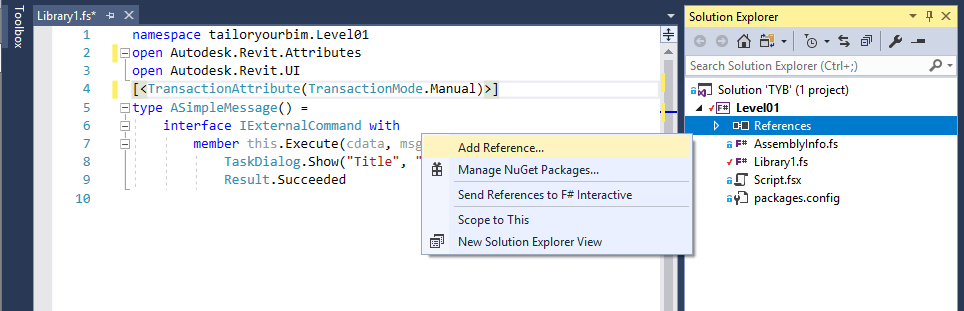 Toolbox
Library1.fs*
1 namespace tailoryourbim.Level01
2 open Autodesk.Revit.Attributes
3 open Autodesk.Revit.UI
4 [<TransactionAttribute(TransactionMode.Manual)>]
5 type ASimpleMessage() =
6 interface IExternalCommand with
7 member this.Execute(cdata, msg
8 TaskDialog.Show("Title", "
9 Result.Succeeded
10
Add Reference...
Manage NuGet Packages...
Send References to F# Interactive
Scope to This
New Solution Explorer View
Solution Explorer
Search Solution Explorer (Ctrl+;)
Solution 'TYB' (1 project)
F# Level01
References
F# AssemblyInfo.fs
F# Library1.fs
Script.fsx
packages.config